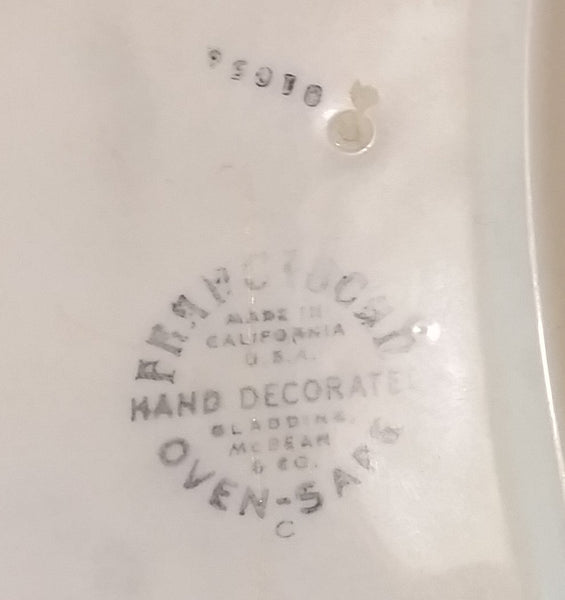 FRANCISCAN
MADE IN
CALIFORNIA
U.S.A.
HAND DECORATED
GLADDING,
McBEAN
& CO.
OVEN-SAFE
C